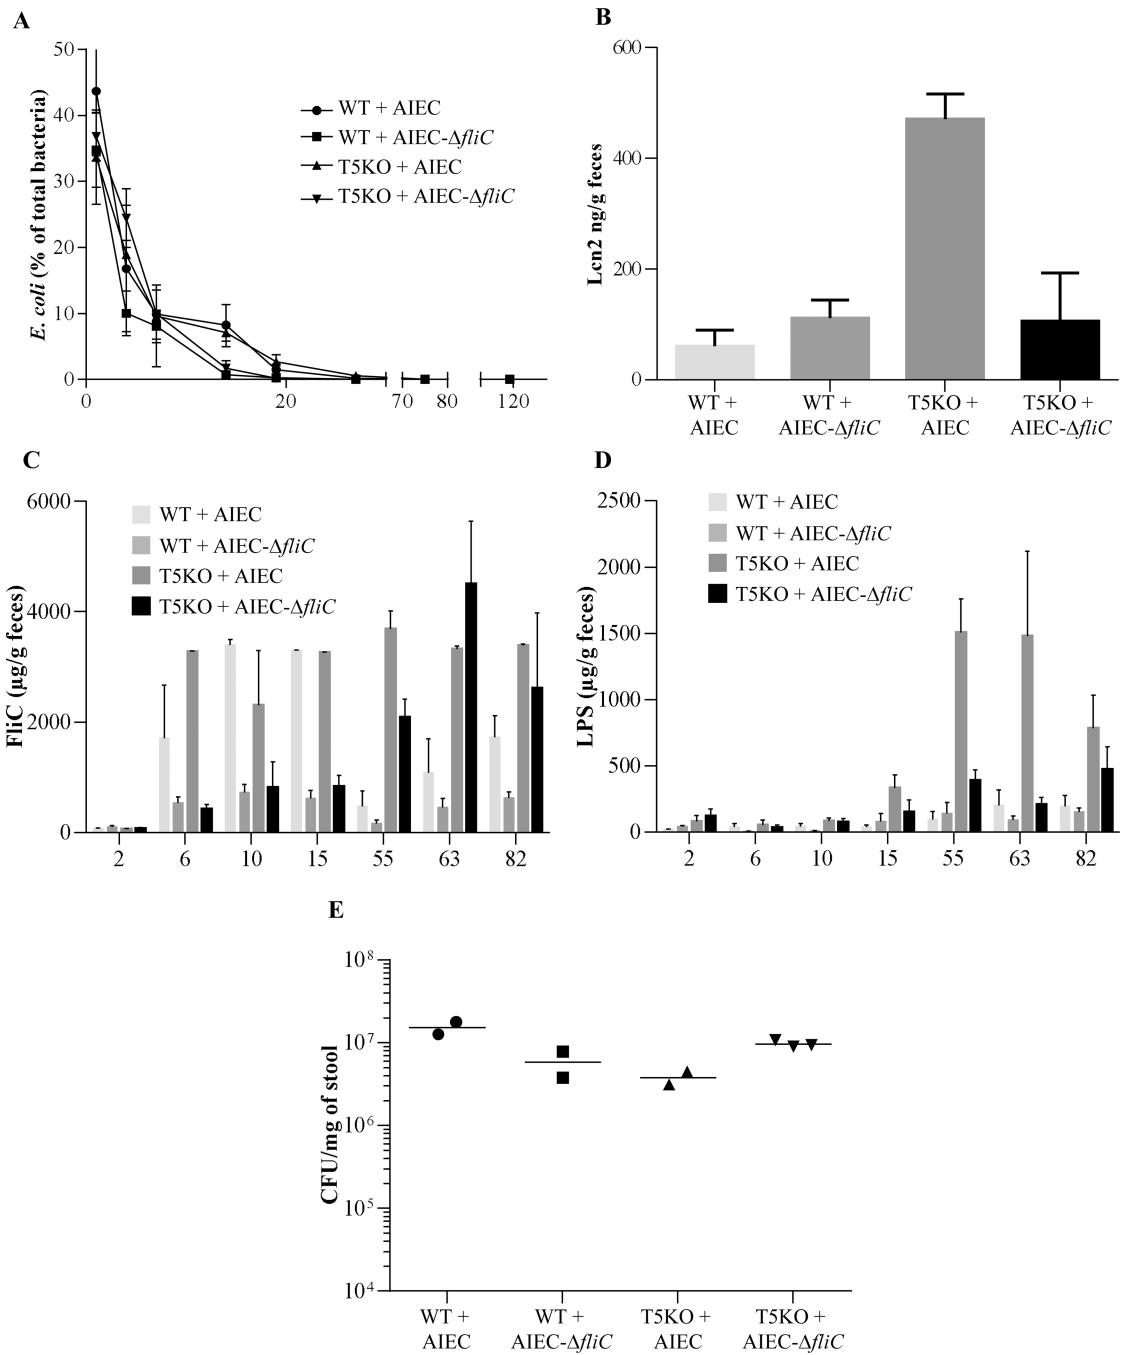 A
E. coli (% of total bacteria)
50
40
30
20
10
0
0
20
70
80
120
WT + AIEC
WT + AIEC-ΔfliC
T5KO + AIEC
T5KO + AIEC-ΔfliC
B
Lcn2 ng/g feces
600
400
200
0
WT +
AIEC
WT +
AIEC-ΔfliC
T5KO +
AIEC
T5KO +
AIEC-ΔfliC
C
FliC (µg/g feces)
6000
4000
2000
0
WT + AIEC
WT + AIEC-ΔfliC
T5KO + AIEC
T5KO + AIEC-ΔfliC
2 6 10 15 55 63 82
D
LPS (µg/g feces)
2500
2000
1500
1000
500
0
WT + AIEC
WT + AIEC-ΔfliC
T5KO + AIEC
T5KO + AIEC-ΔfliC
2 6 10 15 55 63 82
E
CFU/mg of stool
10⁸
10⁷
10⁶
10⁵
10⁴
WT +
AIEC
WT +
AIEC-ΔfliC
T5KO +
AIEC
T5KO +
AIEC-ΔfliC